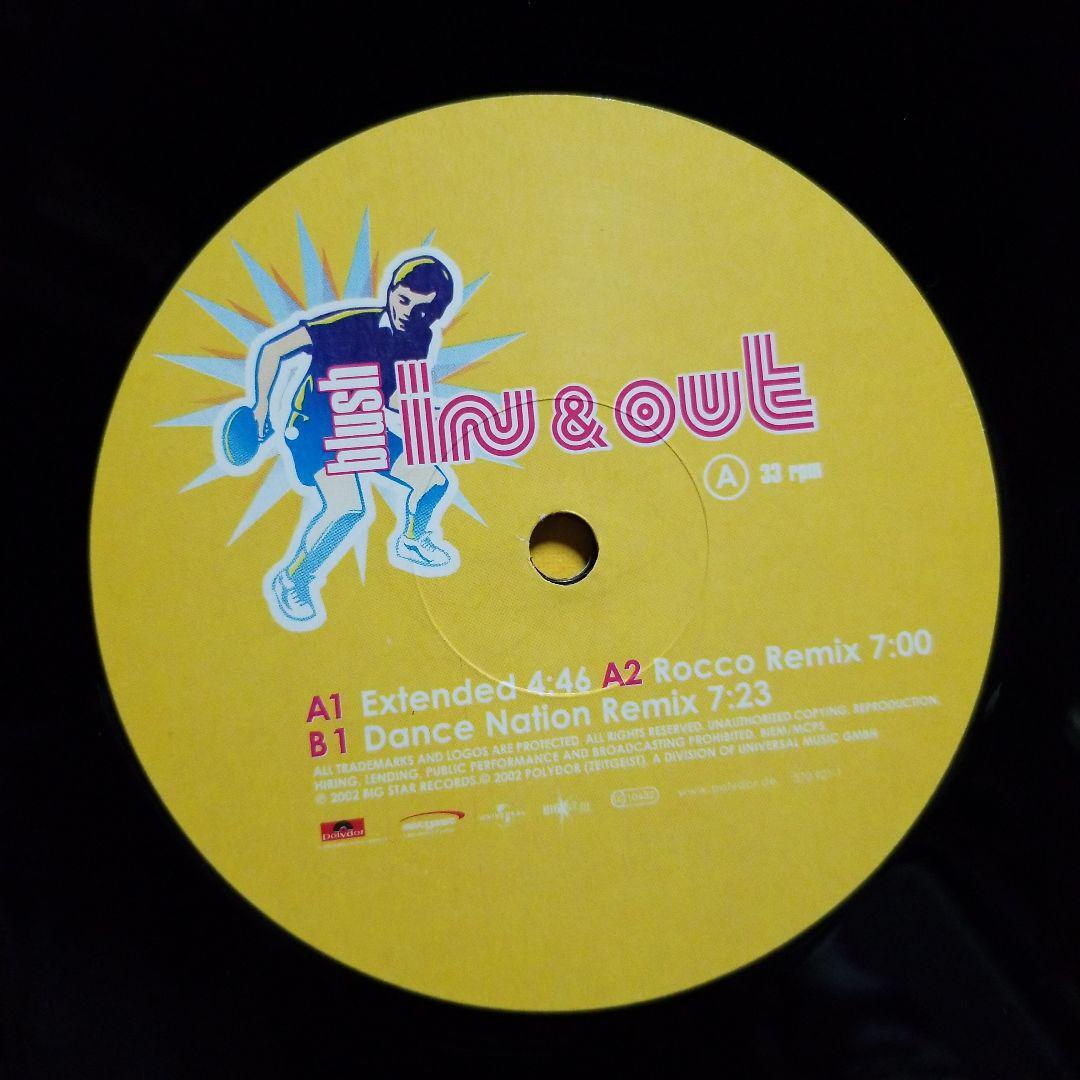 blush
in & out
A 33 rpm
A1 Extended 4:46 A2 Rocco Remix 7:00
B1 Dance Nation Remix 7:23
ALL TRADEMARKS AND LOGOS ARE PROTECTED. ALL RIGHTS RESERVED. UNAUTHORIZED COPYING, REPRODUCTION,
HIRING, LENDING, PUBLIC PERFORMANCE AND BROADCASTING PROHIBITED. BIEM/MCPS
℗ 2002 BIG STAR RECORDS.© 2002 POLYDOR (ZEITGEIST), A DIVISION OF UNIVERSAL MUSIC GMBH
Polydor UNIVERSAL www.polydor.de